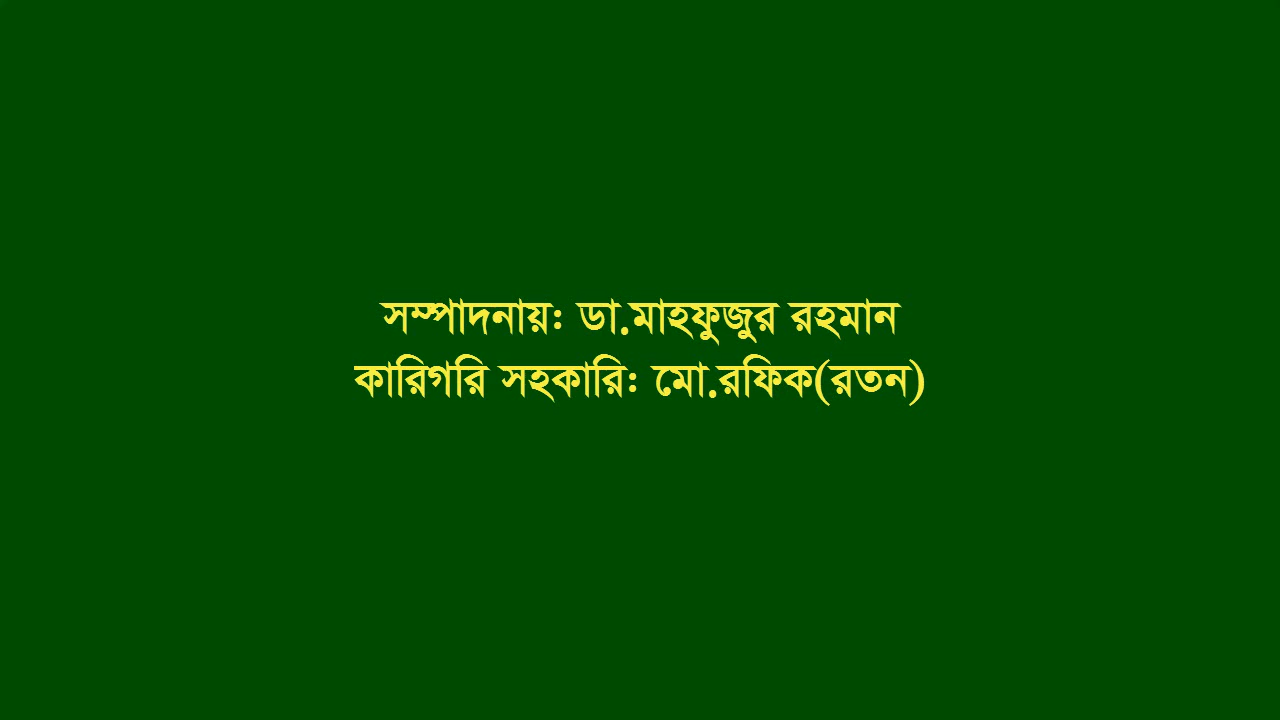 সম্পাদনায়: ডা.মাহফুজুর রহমান
কারিগরি সহকারি: মো.রফিক(রতন)